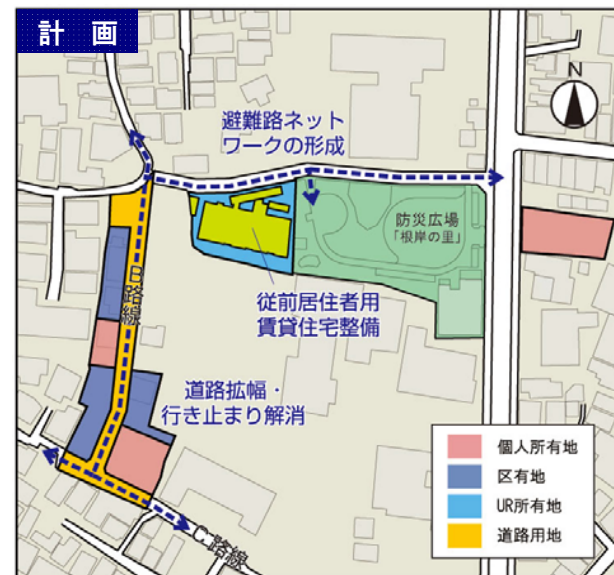 計 画
N
避難路ネット
ワークの形成
防災広場
「根岸の里」
B路線
従前居住者用
賃貸住宅整備
道路拡幅・
行き止まり解消
C路線
個人所有地
区有地
UR所有地
道路用地